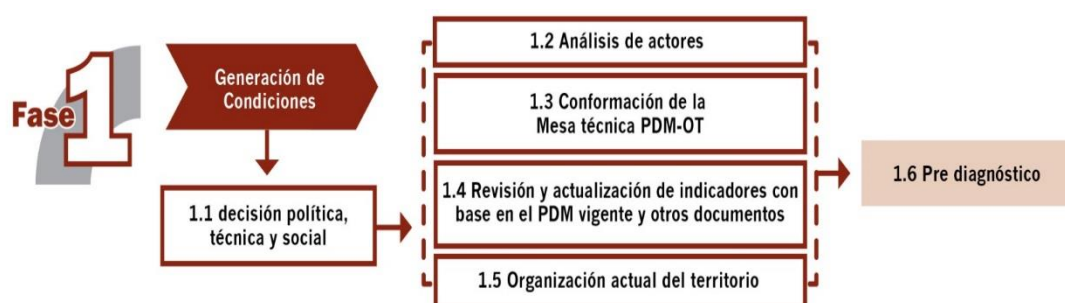 Fase 1
Generación de
Condiciones
1.1 decisión política,
técnica y social
1.2 Análisis de actores
1.3 Conformación de la
Mesa técnica PDM-OT
1.4 Revisión y actualización de indicadores con
base en el PDM vigente y otros documentos
1.5 Organización actual del territorio
1.6 Pre diagnóstico